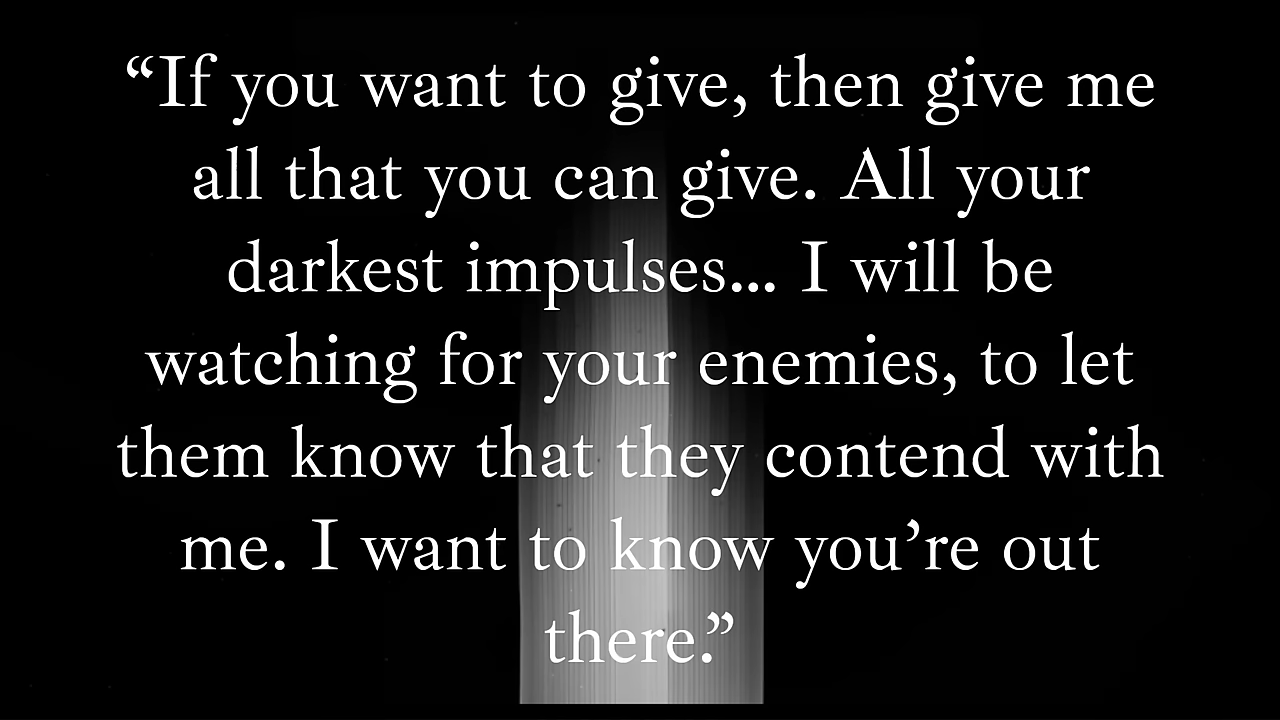 “If you want to give, then give me
all that you can give. All your
darkest impulses... I will be
watching for your enemies, to let
them know that they contend with
me. I want to know you’re out
there.”